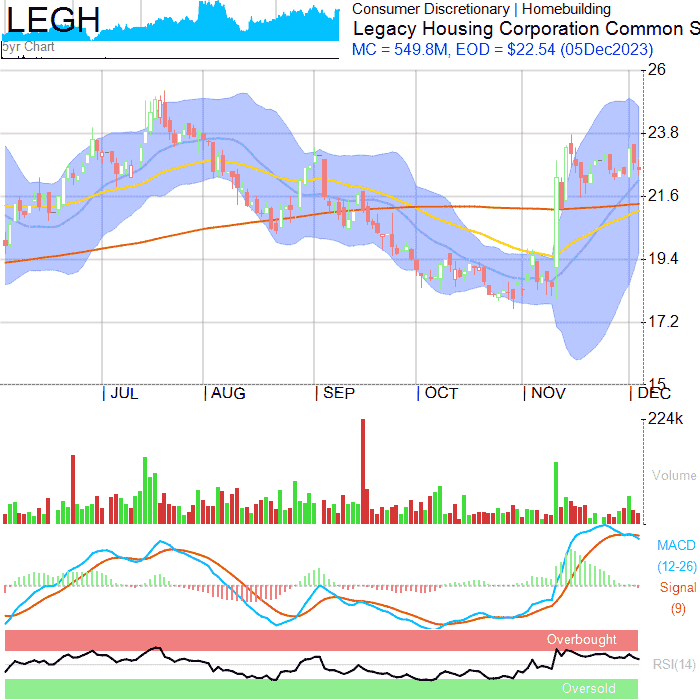 LEGH
5yr Chart
Consumer Discretionary | Homebuilding
Legacy Housing Corporation Common S
MC = 549.8M, EOD = $22.54 (05Dec2023)
26
23.8
21.6
19.4
17.2
15
JUL AUG SEP OCT NOV DEC
224k
Volume
MACD
(12-26)
Signal
(9)
Overbought
RSI(14)
Oversold